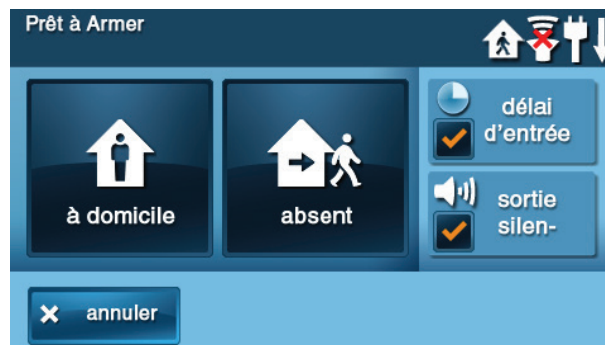 Prêt à Armer
à domicile
absent
délai
d'entrée
sortie
silen-
annuler